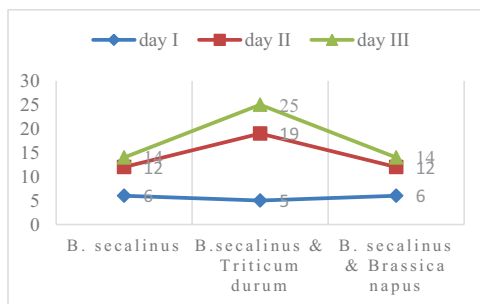 day I day II day III
30
25
20
15
10
5
0
25
19
14 14
12 12
6 5 6
B. secalinus B.secalinus & B. secalinus
Triticum & Brassica
durum napus